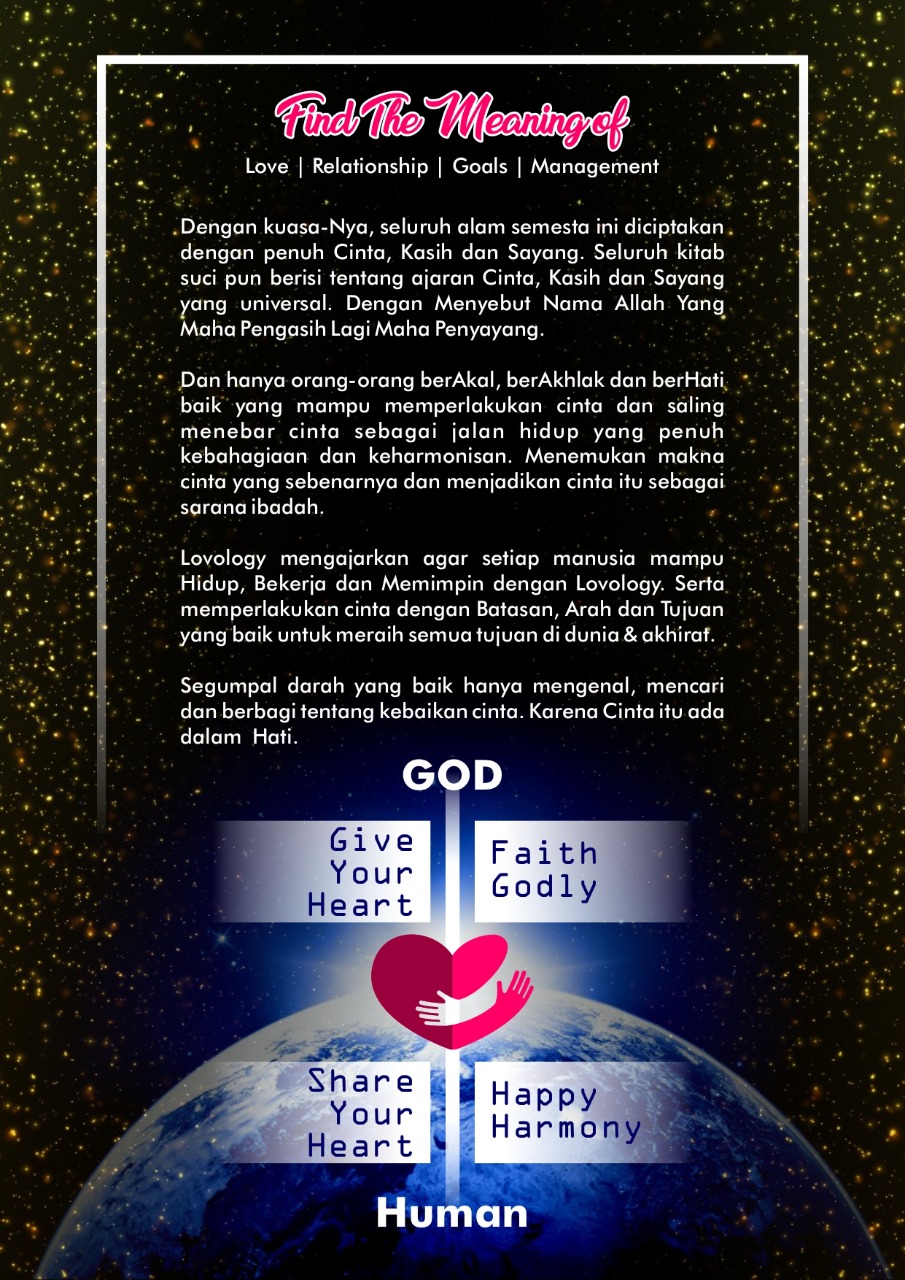 Find The Meaning of
Love | Relationship | Goals | Management
Dengan kuasa-Nya, seluruh alam semesta ini diciptakan
dengan penuh Cinta, Kasih dan Sayang. Seluruh kitab
suci pun berisi tentang ajaran Cinta, Kasih dan Sayang
yang universal. Dengan Menyebut Nama Allah Yang
Maha Pengasih Lagi Maha Penyayang.
Dan hanya orang-orang berAkal, berAkhlak dan berHati
baik yang mampu memperlakukan cinta dan saling
menebar cinta sebagai jalan hidup yang penuh
kebahagiaan dan keharmonisan. Menemukan makna
cinta yang sebenarnya dan menjadikan cinta itu sebagai
sarana ibadah.
Lovology mengajarkan agar setiap manusia mampu
Hidup, Bekerja dan Memimpin dengan Lovology. Serta
memperlakukan cinta dengan Batasan, Arah dan Tujuan
yang baik untuk meraih semua tujuan di dunia & akhirat.
Segumpal darah yang baik hanya mengenal, mencari
dan berbagi tentang kebaikan cinta. Karena Cinta itu ada
dalam Hati.
GOD
Give
Your
Heart
Faith
Godly
Share
Your
Heart
Happy
Harmony
Human